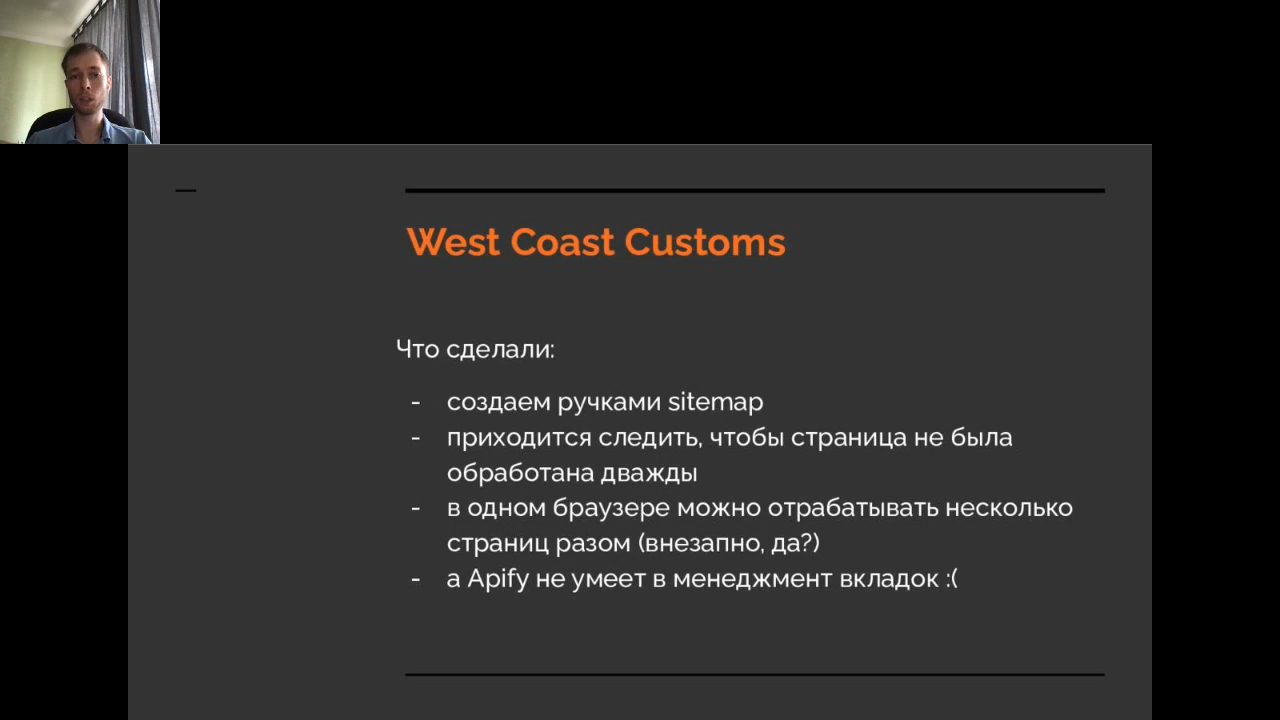 West Coast Customs
Что сделали:
- создаем ручками sitemap
- приходится следить, чтобы страница не была
обработана дважды
- в одном браузере можно отрабатывать несколько
страниц разом (внезапно, да?)
- а Apify не умеет в менеджмент вкладок :(